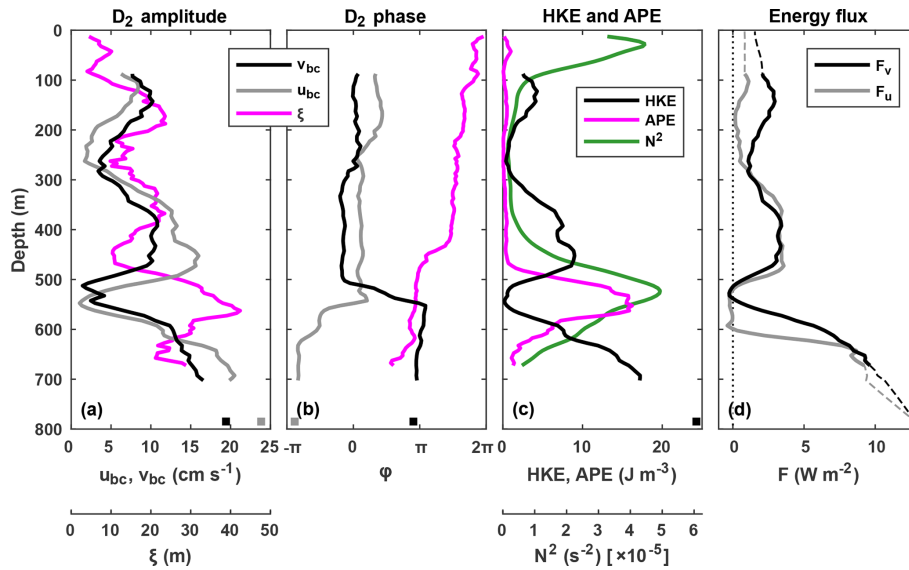 D₂ amplitude
D₂ phase
HKE and APE
Energy flux
0
100
200
300
400
500
600
700
800
Depth (m)
v_bc
u_bc
ξ
HKE
APE
N²
F_v
F_u
(a)
(b)
(c)
(d)
0 5 10 15 20 25
-π 0 π 2π
0 10 20
0 5 10
u_bc, v_bc (cm s⁻¹)
φ
HKE, APE (J m⁻³)
F (W m⁻²)
0 10 20 30 40 50
0 1 2 3 4 5 6
ξ (m)
N² (s⁻²) [×10⁻⁵]